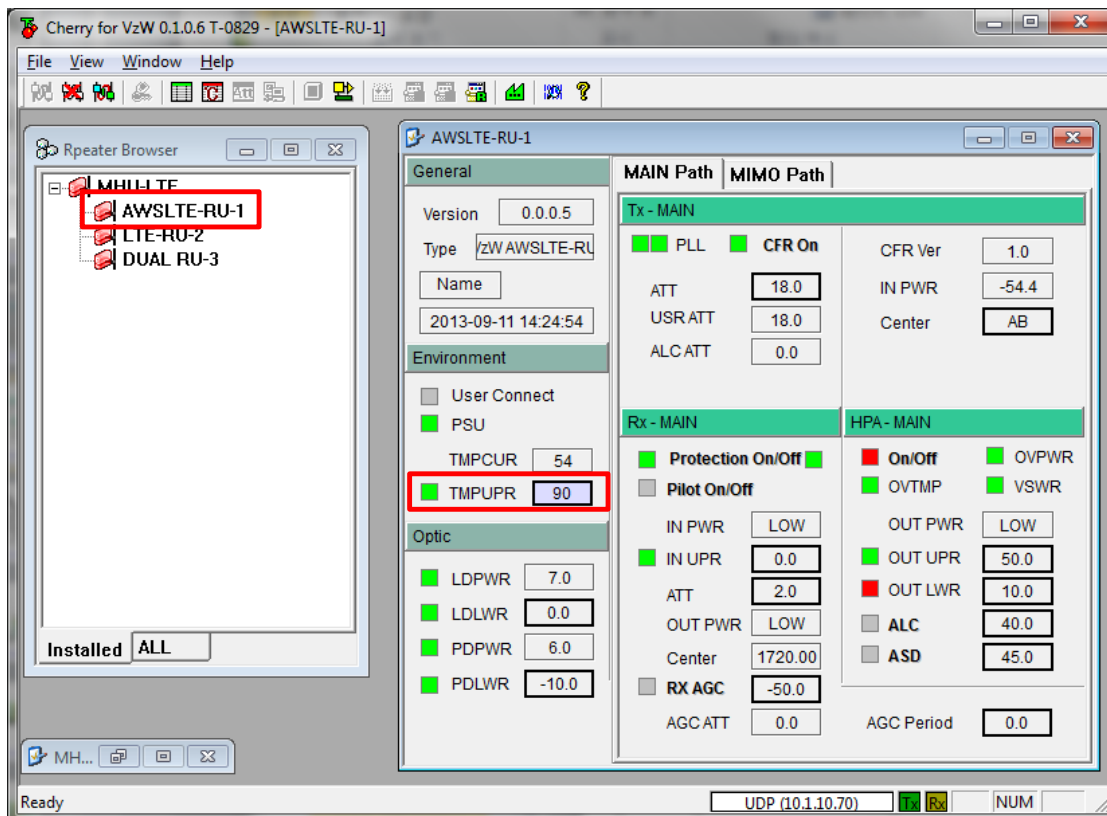 Cherry for VzW 0.1.0.6 T-0829 - [AWSLTE-RU-1]
File View Window Help
Att
Rpeater Browser
MHU-LTE
AWSLTE-RU-1
LTE-RU-2
DUAL RU-3
Installed ALL
MH...
AWSLTE-RU-1
General
Version 0.0.0.5
Type VzW AWSLTE-RU
Name
2013-09-11 14:24:54
Environment
User Connect
PSU
TMPCUR 54
TMPUPR 90
Optic
LDPWR 7.0
LDLWR 0.0
PDPWR 6.0
PDLWR -10.0
MAIN Path MIMO Path
Tx - MAIN
PLL CFR On
ATT 18.0
USR ATT 18.0
ALC ATT 0.0
CFR Ver 1.0
IN PWR -54.4
Center AB
Rx - MAIN
Protection On/Off
Pilot On/Off
IN PWR LOW
IN UPR 0.0
ATT 2.0
OUT PWR LOW
Center 1720.00
RX AGC -50.0
AGC ATT 0.0
HPA - MAIN
On/Off OVPWR
OVTMP VSWR
OUT PWR LOW
OUT UPR 50.0
OUT LWR 10.0
ALC 40.0
ASD 45.0
AGC Period 0.0
Ready UDP (10.1.10.70) Tx Rx NUM